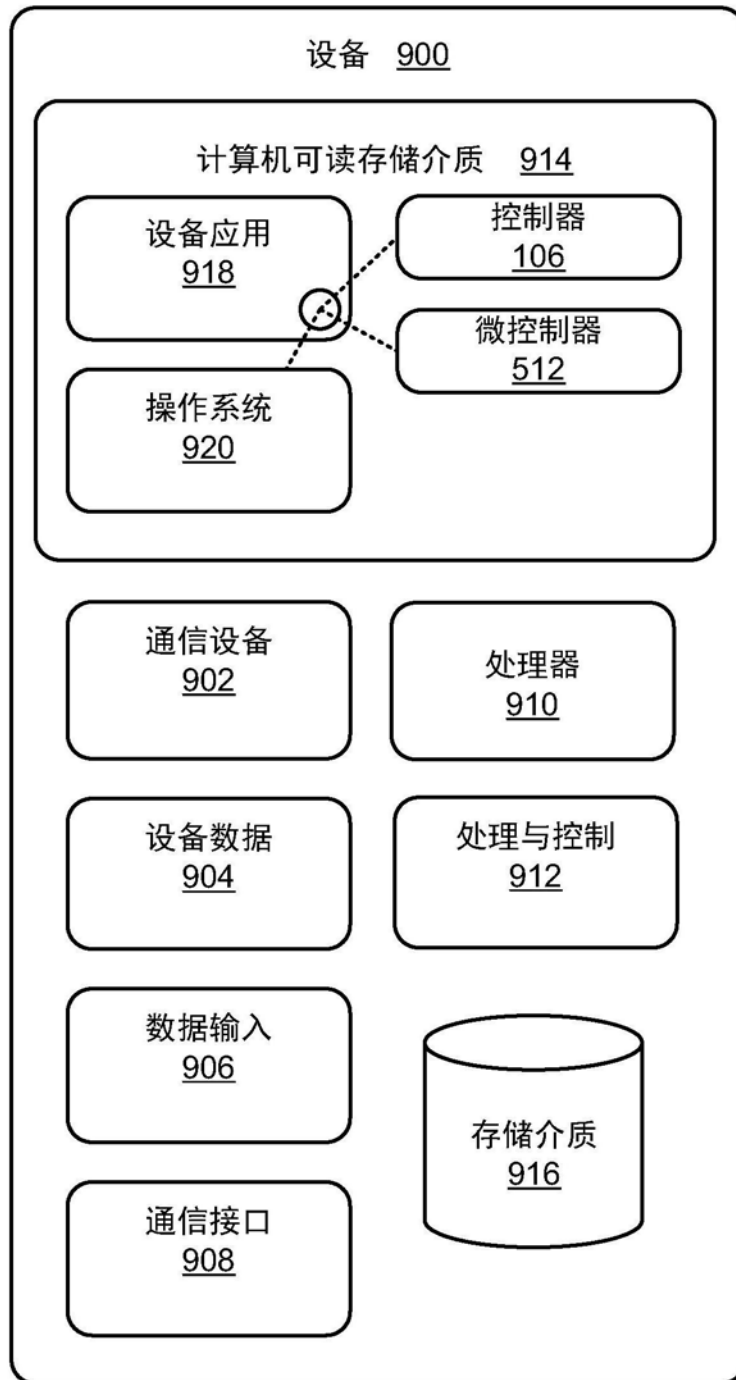 设备 900
计算机可读存储介质 914
设备应用
918
控制器
106
微控制器
512
操作系统
920
通信设备
902
处理器
910
设备数据
904
处理与控制
912
数据输入
906
存储介质
916
通信接口
908